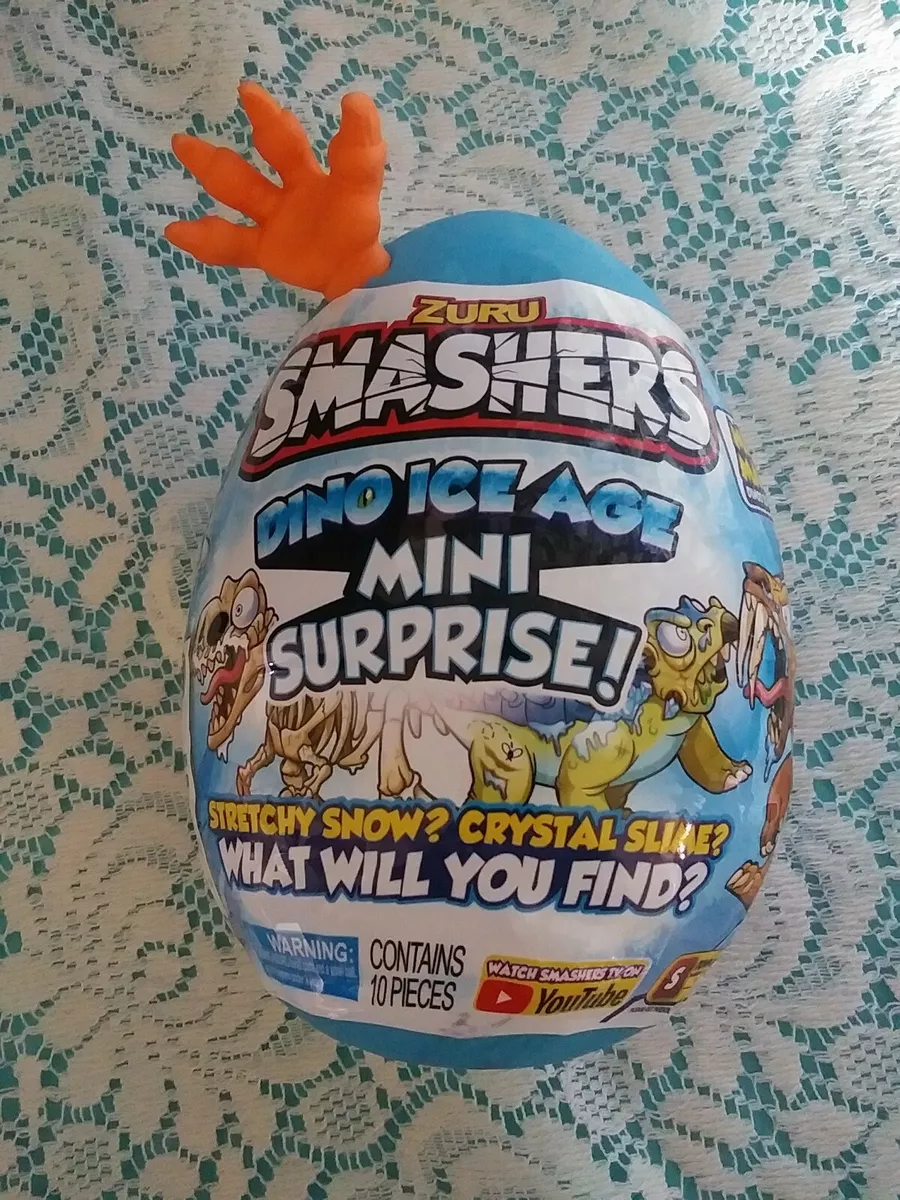 ZURU
SMASHERS
DINO ICE AGE
MINI
SURPRISE!
STRETCHY SNOW? CRYSTAL SLIME?
WHAT WILL YOU FIND?
WARNING:
CONTAINS
10 PIECES
WATCH SMASHERS TV ON
YouTube
S